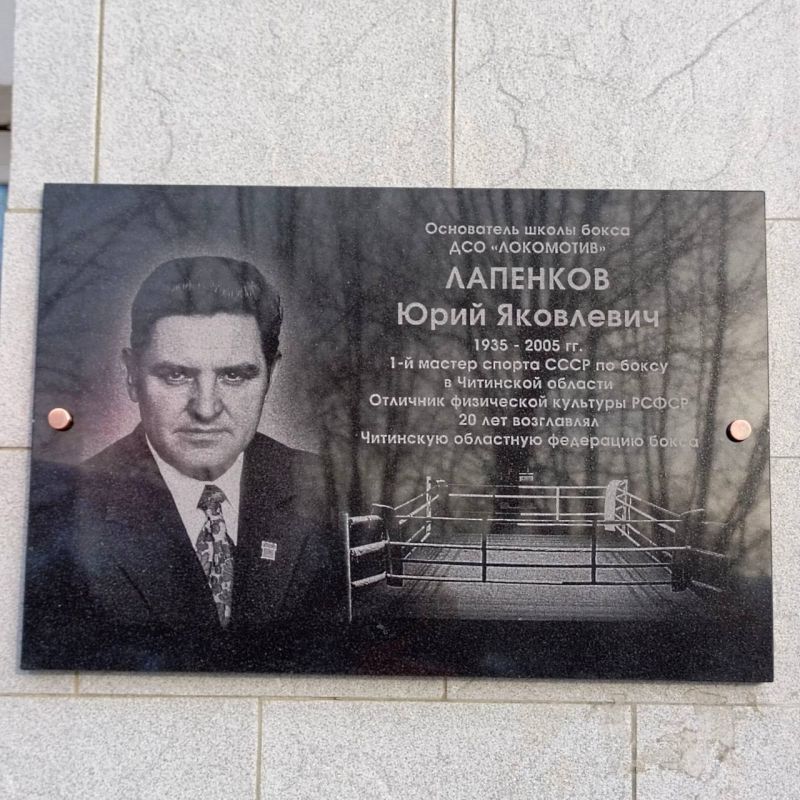 Основатель школы бокса
ДСО «ЛОКОМОТИВ»
ЛАПЕНКОВ
Юрий Яковлевич
1935 - 2005 гг.
1-й мастер спорта СССР по боксу
в Читинской области
Отличник физической культуры РСФСР
20 лет возглавлял
Читинскую областную федерацию бокса